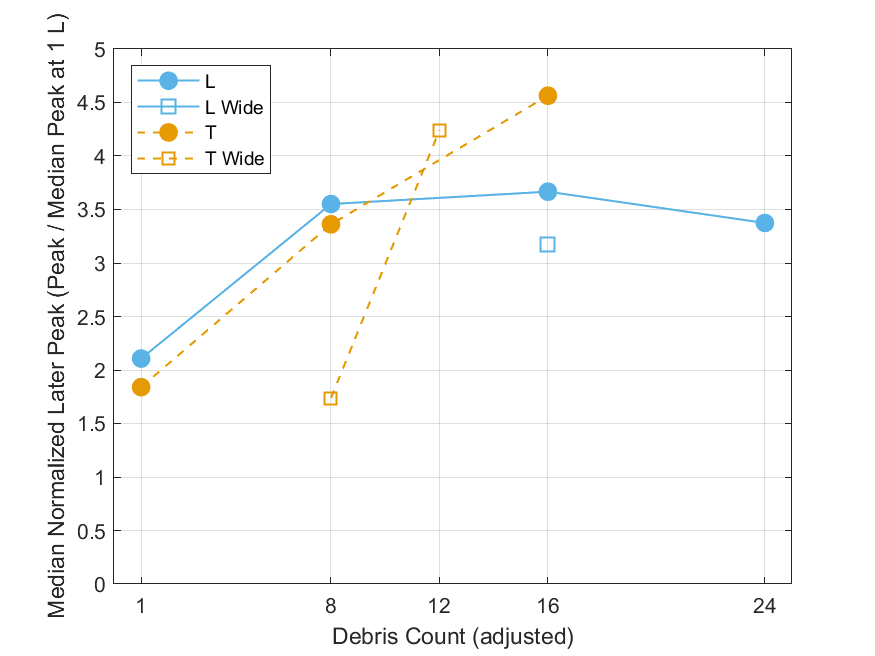 Median Normalized Later Peak (Peak / Median Peak at 1 L)
5
4.5
4
3.5
3
2.5
2
1.5
1
0.5
0
L
L Wide
T
T Wide
1 8 12 16 24
Debris Count (adjusted)